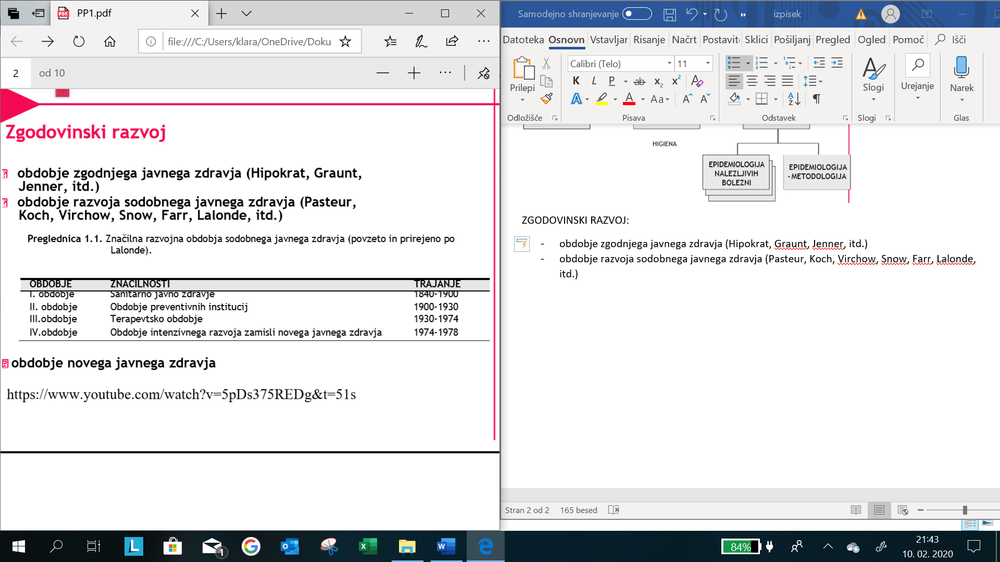 PP1.pdf
file:///C:/Users/klara/OneDrive/Doku
2 od 10
Zgodovinski razvoj
obdobje zgodnjega javnega zdravja (Hipokrat, Graunt,
Jenner, itd.)
obdobje razvoja sodobnega javnega zdravja (Pasteur,
Koch, Virchow, Snow, Farr, Lalonde, itd.)
Preglednica 1.1. Značilna razvojna obdobja sodobnega javnega zdravja (povzeto in prirejeno po
Lalonde).
OBDOBJE ZNACILNOSTI TRAJANJE
I. obdobje Sanitarno javno zdravje 1840-1900
II. obdobje Obdobje preventivnih institucij 1900-1930
III.obdobje Terapevtsko obdobje 1930-1974
IV.obdobje Obdobje intenzivnega razvoja zamisli novega javnega zdravja 1974-1978
obdobje novega javnega zdravja
https://www.youtube.com/watch?v=5pDs375REDg&t=51s
Samodejno shranjevanje izpisek
Datoteka Osnovn Vstavljar Risanje Načrt Postavit Sklici Pošiljanj Pregled Ogled Pomoč Išči
Prilepi
Calibri (Telo) 11
K L P ab x₂ x² A
A A Aa A A
Slogi
Urejanje
Narek
Odložišče Pisava Odstavek Slogi Glas
HIGIENA
EPIDEMIOLOGIJA
NALEZLJIVIH
BOLEZNI
EPIDEMIOLOGIJA
- METODOLOGIJA
ZGODOVINSKI RAZVOJ:
- obdobje zgodnjega javnega zdravja (Hipokrat, Graunt, Jenner, itd.)
- obdobje razvoja sodobnega javnega zdravja (Pasteur, Koch, Virchow, Snow, Farr, Lalonde,
itd.)
Stran 2 od 2 165 besed
L
1
84%
21:43
10. 02. 2020